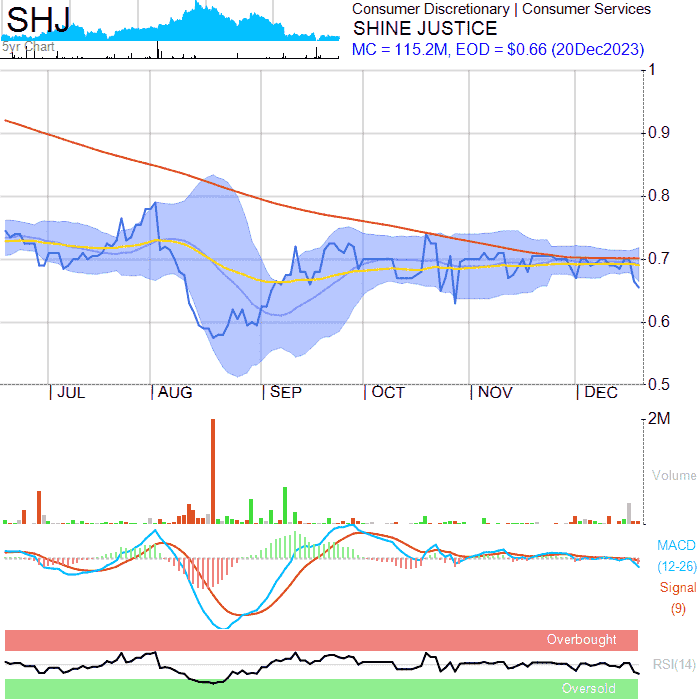 SHJ
Consumer Discretionary | Consumer Services
SHINE JUSTICE
5yr Chart
MC = 115.2M, EOD = $0.66 (20Dec2023)
1
0.9
0.8
0.7
0.6
0.5
JUL AUG SEP OCT NOV DEC
2M
Volume
MACD
(12-26)
Signal
(9)
Overbought
RSI(14)
Oversold